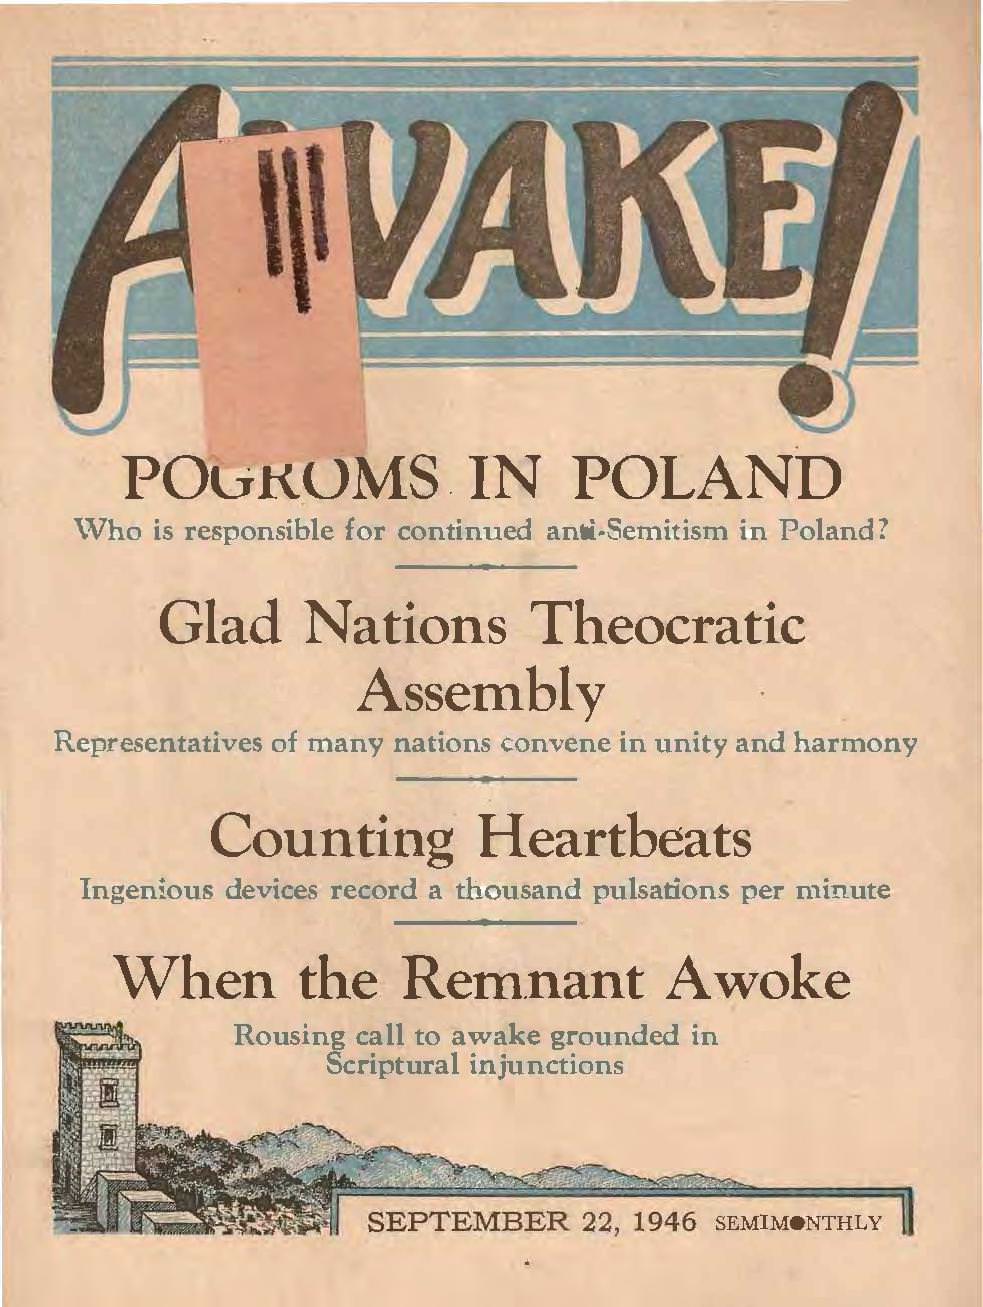 AWAKE!
POGROMS IN POLAND
Who is responsible for continued anti-Semitism in Poland?
Glad Nations Theocratic
Assembly
Representatives of many nations convene in unity and harmony
Counting Heartbeats
Ingenious devices record a thousand pulsations per minute
When the Remnant Awoke
Rousing call to awake grounded in
Scriptural injunctions
SEPTEMBER 22, 1946 SEMIMONTHLY